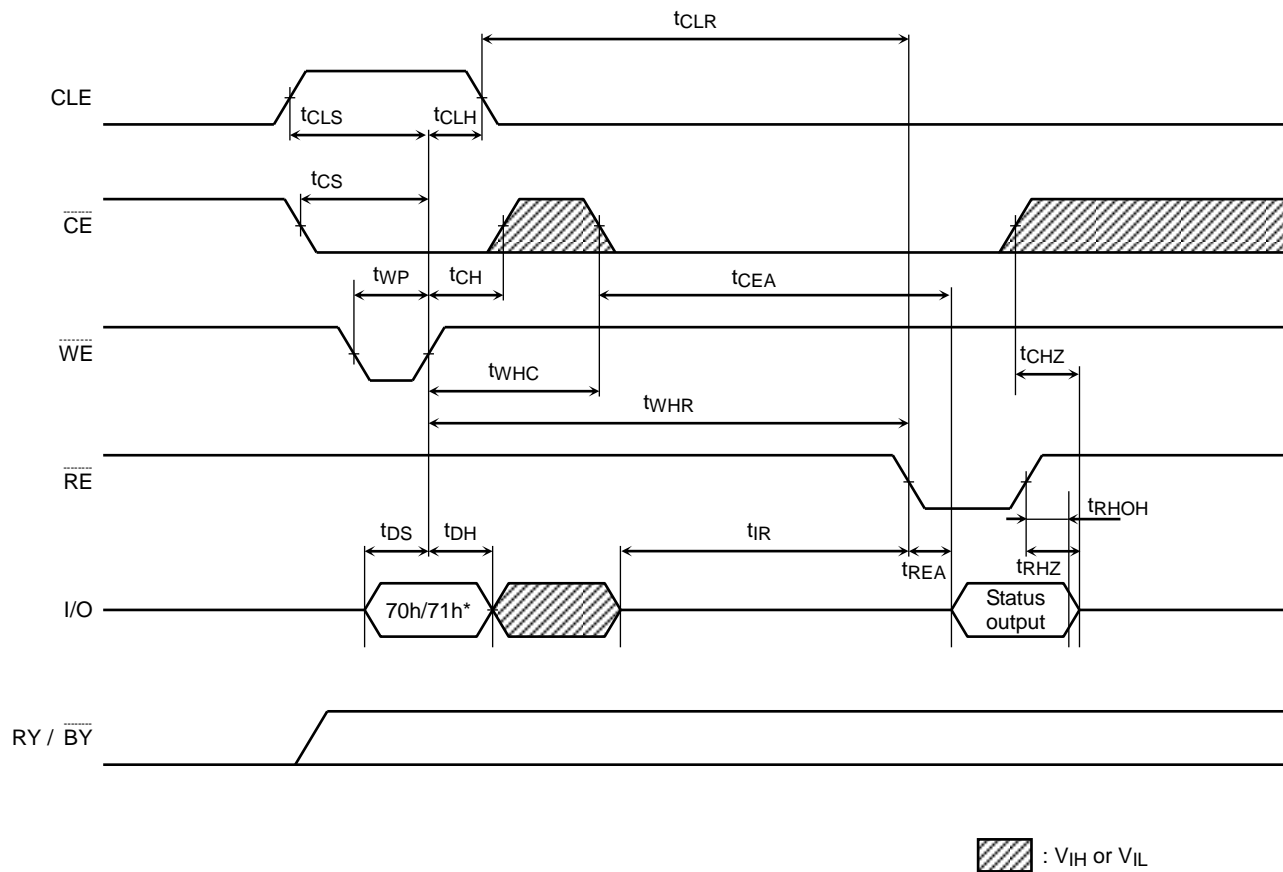 tCLR
CLE
tCLS
tCLH
tCS
CE
tWP
tCH
tCEA
WE
tCHZ
tWHC
tWHR
RE
tRHOH
tDS
tDH
tIR
tREA
tRHZ
I/O
70h/71h*
Status
output
RY / BY
: VIH or VIL